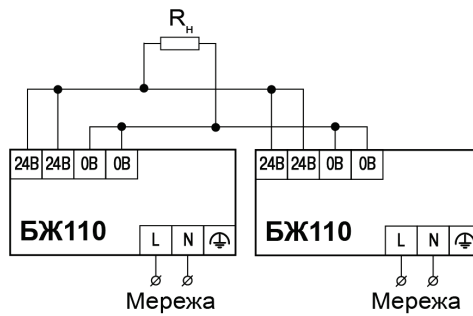 Rн
24В 24В 0В 0В 24В 24В 0В 0В
БЖ110 L N БЖ110 L N
Мережа Мережа